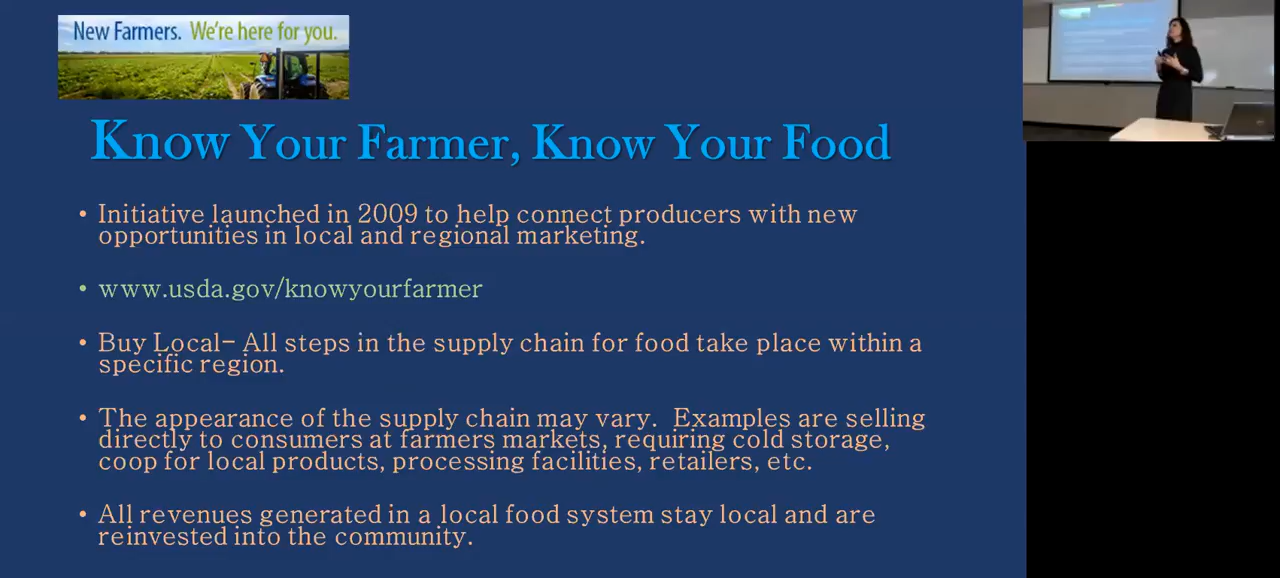 New Farmers. We're here for you.
Know Your Farmer, Know Your Food
• Initiative launched in 2009 to help connect producers with new
opportunities in local and regional marketing.
• www.usda.gov/knowyourfarmer
• Buy Local- All steps in the supply chain for food take place within a
specific region.
• The appearance of the supply chain may vary.  Examples are selling
directly to consumers at farmers markets, requiring cold storage,
coop for local products, processing facilities, retailers, etc.
• All revenues generated in a local food system stay local and are
reinvested into the community.